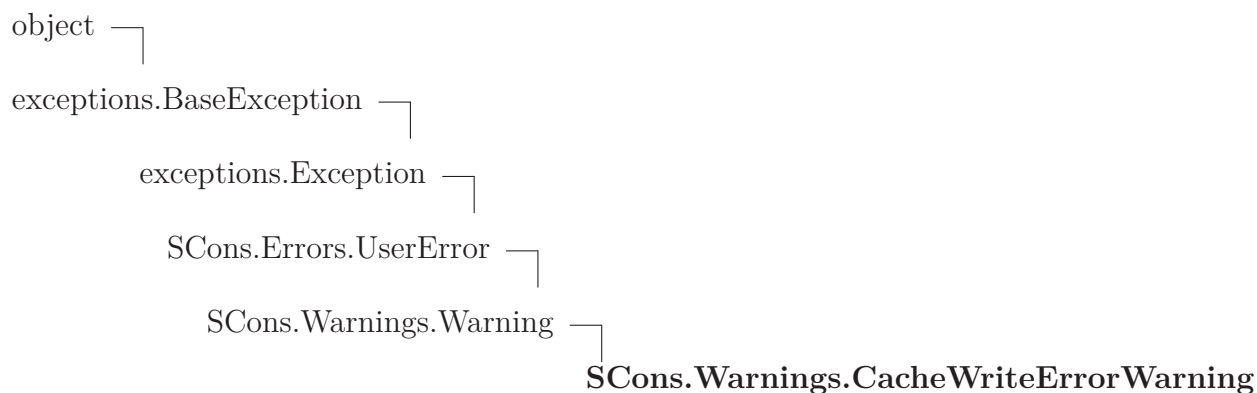 object
exceptions.BaseException
exceptions.Exception
SCons.Errors.UserError
SCons.Warnings.Warning
SCons.Warnings.CacheWriteErrorWarning